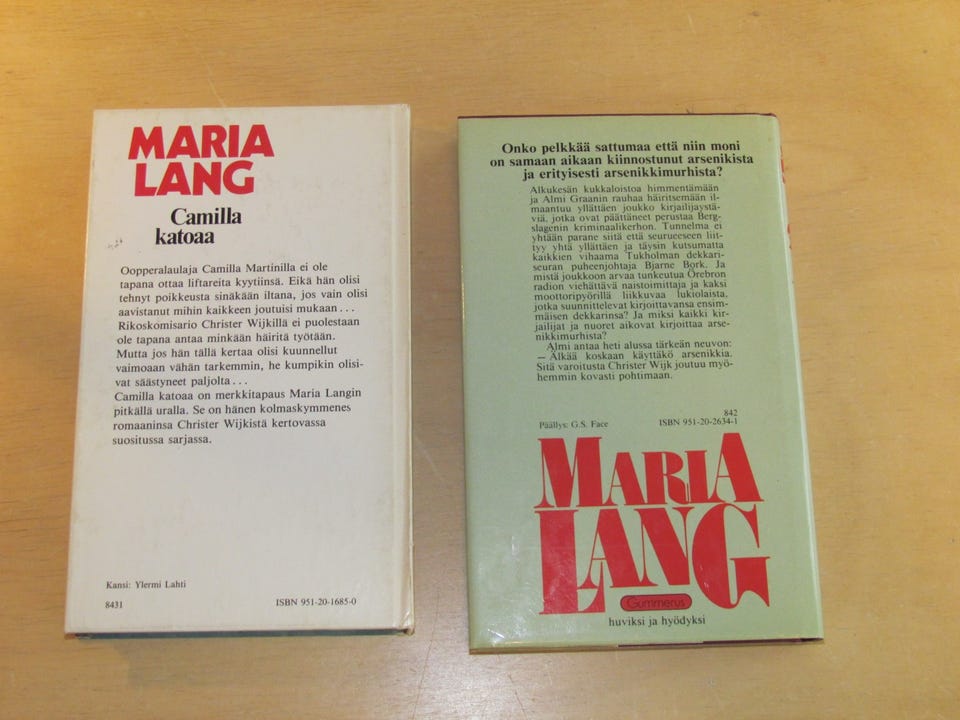 MARIA
LANG
Camilla
katoaa
Oopperalaulaja Camilla Martinilla ei ole
tapana ottaa liftareita kyytiinsä. Eikä hän olisi
tehnyt poikkeusta sinäkään iltana, jos vain olisi
aavistanut mihin kaikkeen joutuisi mukaan...
Rikoskomisario Christer Wijkillä ei puolestaan
ole tapana antaa minkään häiritä työtään.
Mutta jos hän tällä kertaa olisi kuunnellut
vaimoaan vähän tarkemmin, he kumpikin olisi-
vat säästyneet paljolta...
Camilla katoaa on merkkitapaus Maria Langin
pitkällä uralla. Se on hänen kolmaskymmenes
romaaninsa Christer Wijkistä kertovassa
suositussa sarjassa.
Kansi: Ylermi Lahti
8431
ISBN 951-20-1685-0
Onko pelkkää sattumaa että niin moni
on samaan aikaan kiinnostunut arsenikista
ja erityisesti arsenikkimurhista?
Alkukesän kukkaloistoa himmentämään
ja Almi Graanin rauhaa häiritsemään il-
maantuu yllättäen joukko kirjailijaystä-
viä, jotka ovat päättäneet perustaa Berg-
slagenin kriminaalikerhon. Tunnelma ei
yhtään parane siitä että seurueeseen liit-
tyy yhtä yllättäen ja täysin kutsumatta
kaikkien vihaama Tukholman dekkari-
seuran puheenjohtaja Bjarne Bork. Ja
mistä joukkoon arvaa tunkeutua Örebron
radion viehättävä naistoimittaja ja kaksi
moottoripyörillä liikkuvaa lukiolaista,
jotka suunnittelevat kirjoittavansa ensim-
mäisen dekkarinsa? Ja miksi kaikki kir-
jailijat ja nuoret aikovat kirjoittaa arse-
nikkimurhista?
Almi antaa heti alussa tärkeän neuvon:
— Älkää koskaan käyttäkö arsenikkia.
Sitä varoitusta Christer Wijk joutuu myö-
hemmin kovasti pohtimaan.
842
Päällys: G.S. Face
ISBN 951-20-2634-1
MARIA
LANG
Gummerus
huviksi ja hyödyksi